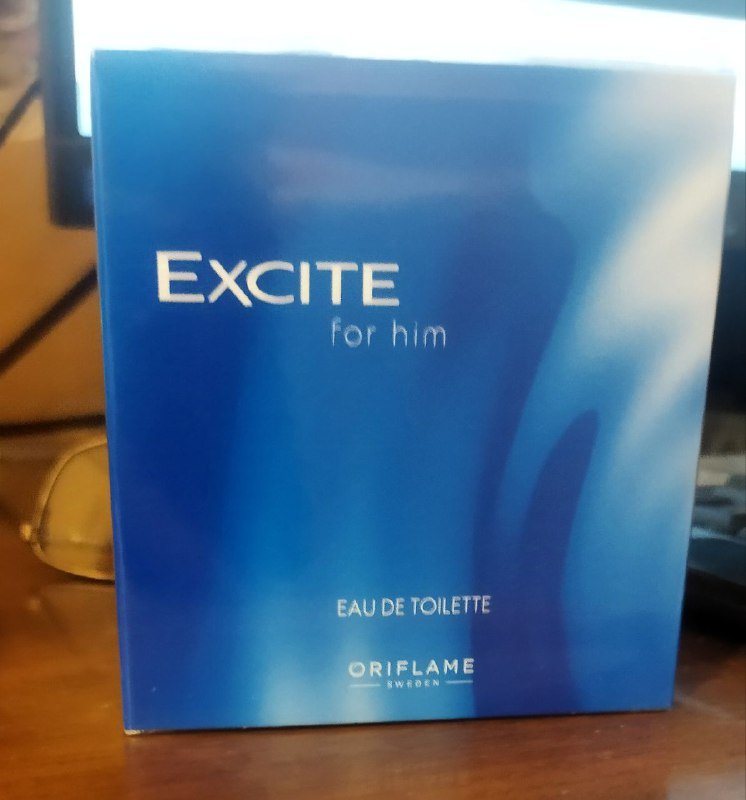 EXCITE
for him
EAU DE TOILETTE
ORIFLAME
SWEDEN